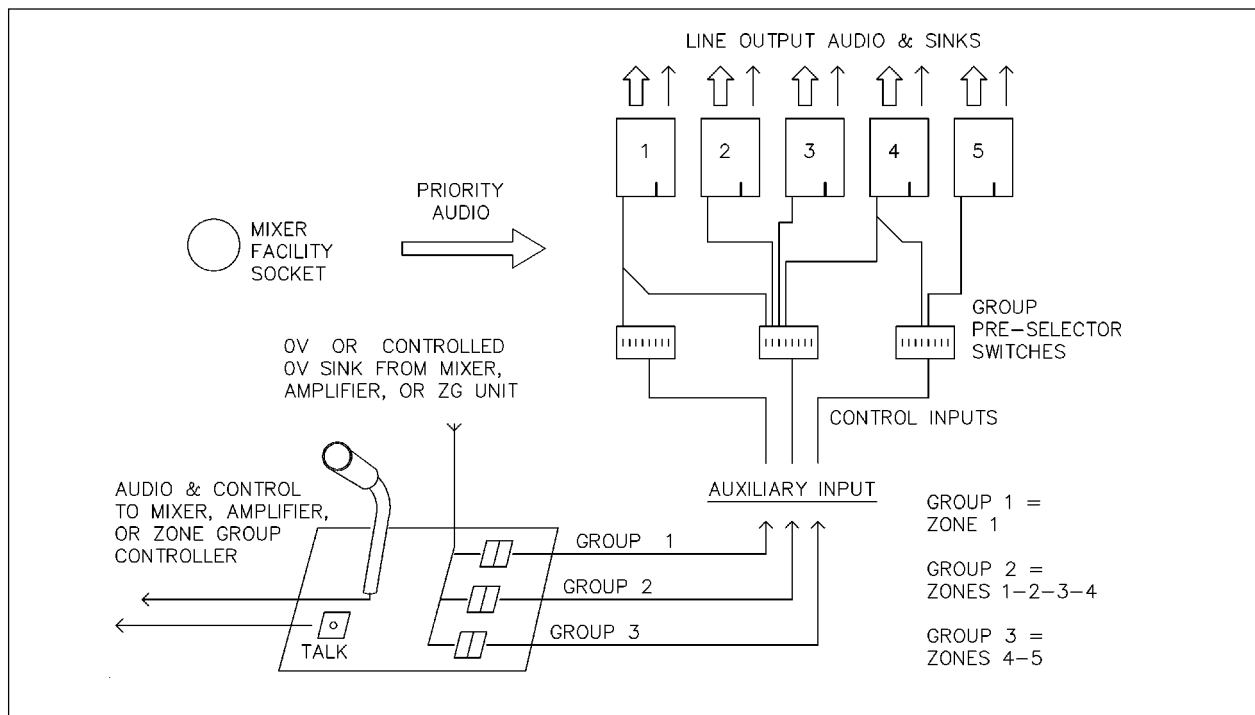 LINE OUTPUT AUDIO & SINKS
1
2
3
4
5
PRIORITY
AUDIO
MIXER
FACILITY
SOCKET
GROUP
PRE-SELECTOR
SWITCHES
0V OR CONTROLLED
0V SINK FROM MIXER,
AMPLIFIER, OR ZG UNIT
CONTROL INPUTS
AUDIO & CONTROL
TO MIXER, AMPLIFIER,
OR ZONE GROUP
CONTROLLER
AUXILIARY INPUT
GROUP 1
GROUP 2
GROUP 3
TALK
GROUP 1 =
ZONE 1
GROUP 2 =
ZONES 1-2-3-4
GROUP 3 =
ZONES 4-5